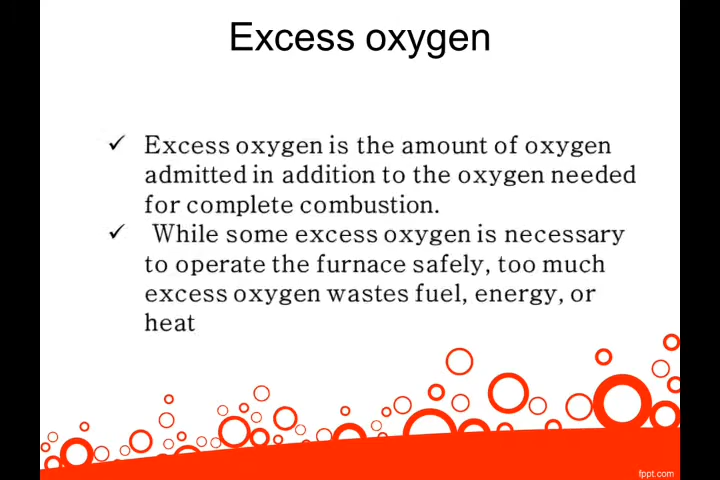 Excess oxygen
✓ Excess oxygen is the amount of oxygen
admitted in addition to the oxygen needed
for complete combustion.
✓ While some excess oxygen is necessary
to operate the furnace safely, too much
excess oxygen wastes fuel, energy, or
heat
fppt.com